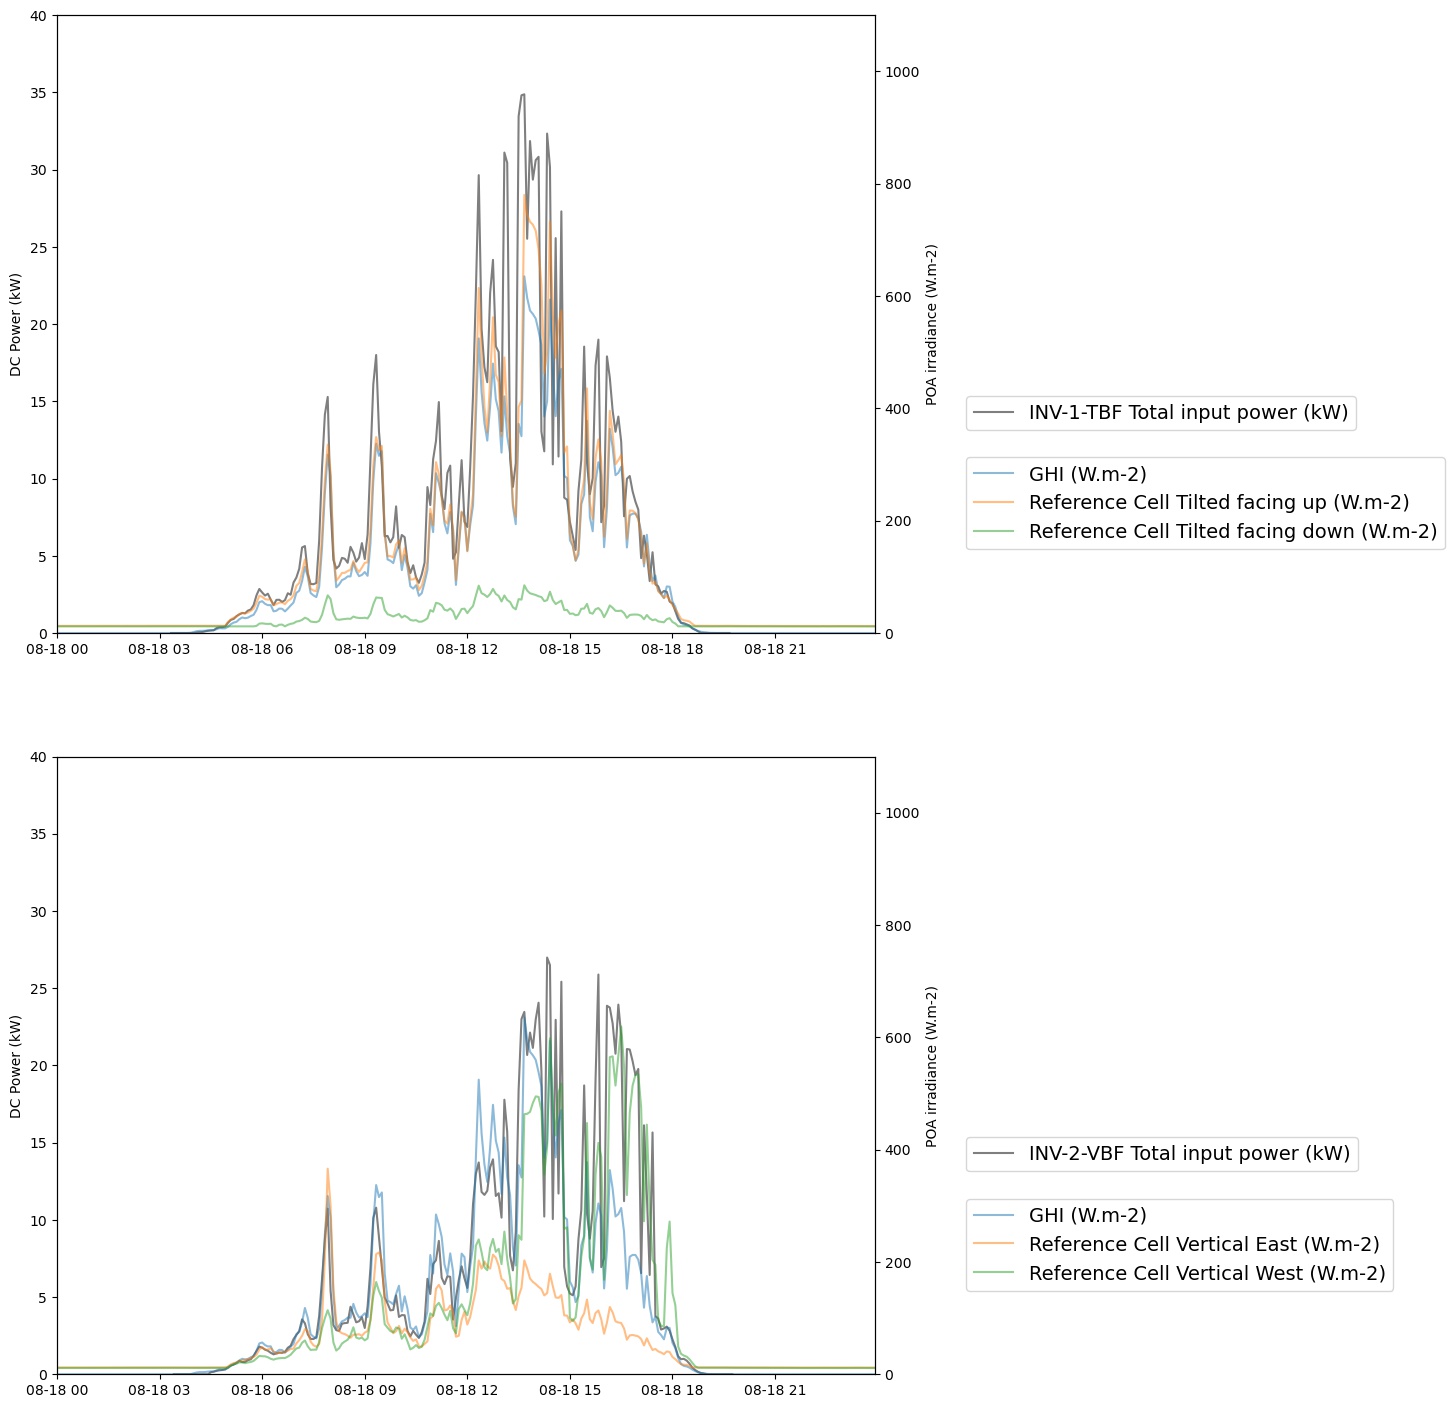 40
35
30
25
20
15
10
5
0
DC Power (kW)
1000
800
600
400
200
0
POA irradiance (W.m-2)
08-18 00 08-18 03 08-18 06 08-18 09 08-18 12 08-18 15 08-18 18 08-18 21
INV-1-TBF Total input power (kW)
GHI (W.m-2)
Reference Cell Tilted facing up (W.m-2)
Reference Cell Tilted facing down (W.m-2)
40
35
30
25
20
15
10
5
0
DC Power (kW)
1000
800
600
400
200
0
POA irradiance (W.m-2)
08-18 00 08-18 03 08-18 06 08-18 09 08-18 12 08-18 15 08-18 18 08-18 21
INV-2-VBF Total input power (kW)
GHI (W.m-2)
Reference Cell Vertical East (W.m-2)
Reference Cell Vertical West (W.m-2)